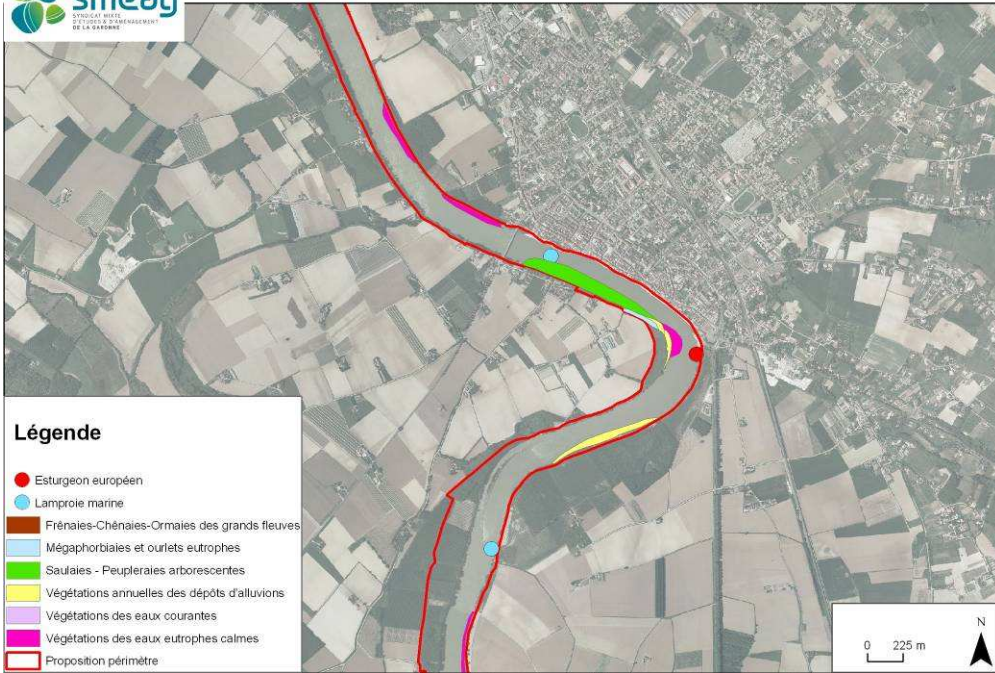 smeag
SYNDICAT MIXTE
D'ÉTUDES & D'AMÉNAGEMENT
DE LA GARONNE
Légende
Esturgeon européen
Lamproie marine
Frênaies-Chênaies-Ormaies des grands fleuves
Mégaphorbiaies et ourlets eutrophes
Saulaies - Peupleraies arborescentes
Végétations annuelles des dépôts d'alluvions
Végétations des eaux courantes
Végétations des eaux eutrophes calmes
Proposition périmètre
N
0 225 m